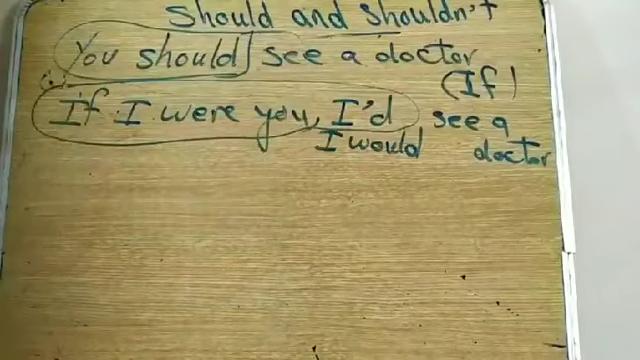 Should and shouldn't
You should see a doctor
(If)
If I were you, I'd see a doctor
I would